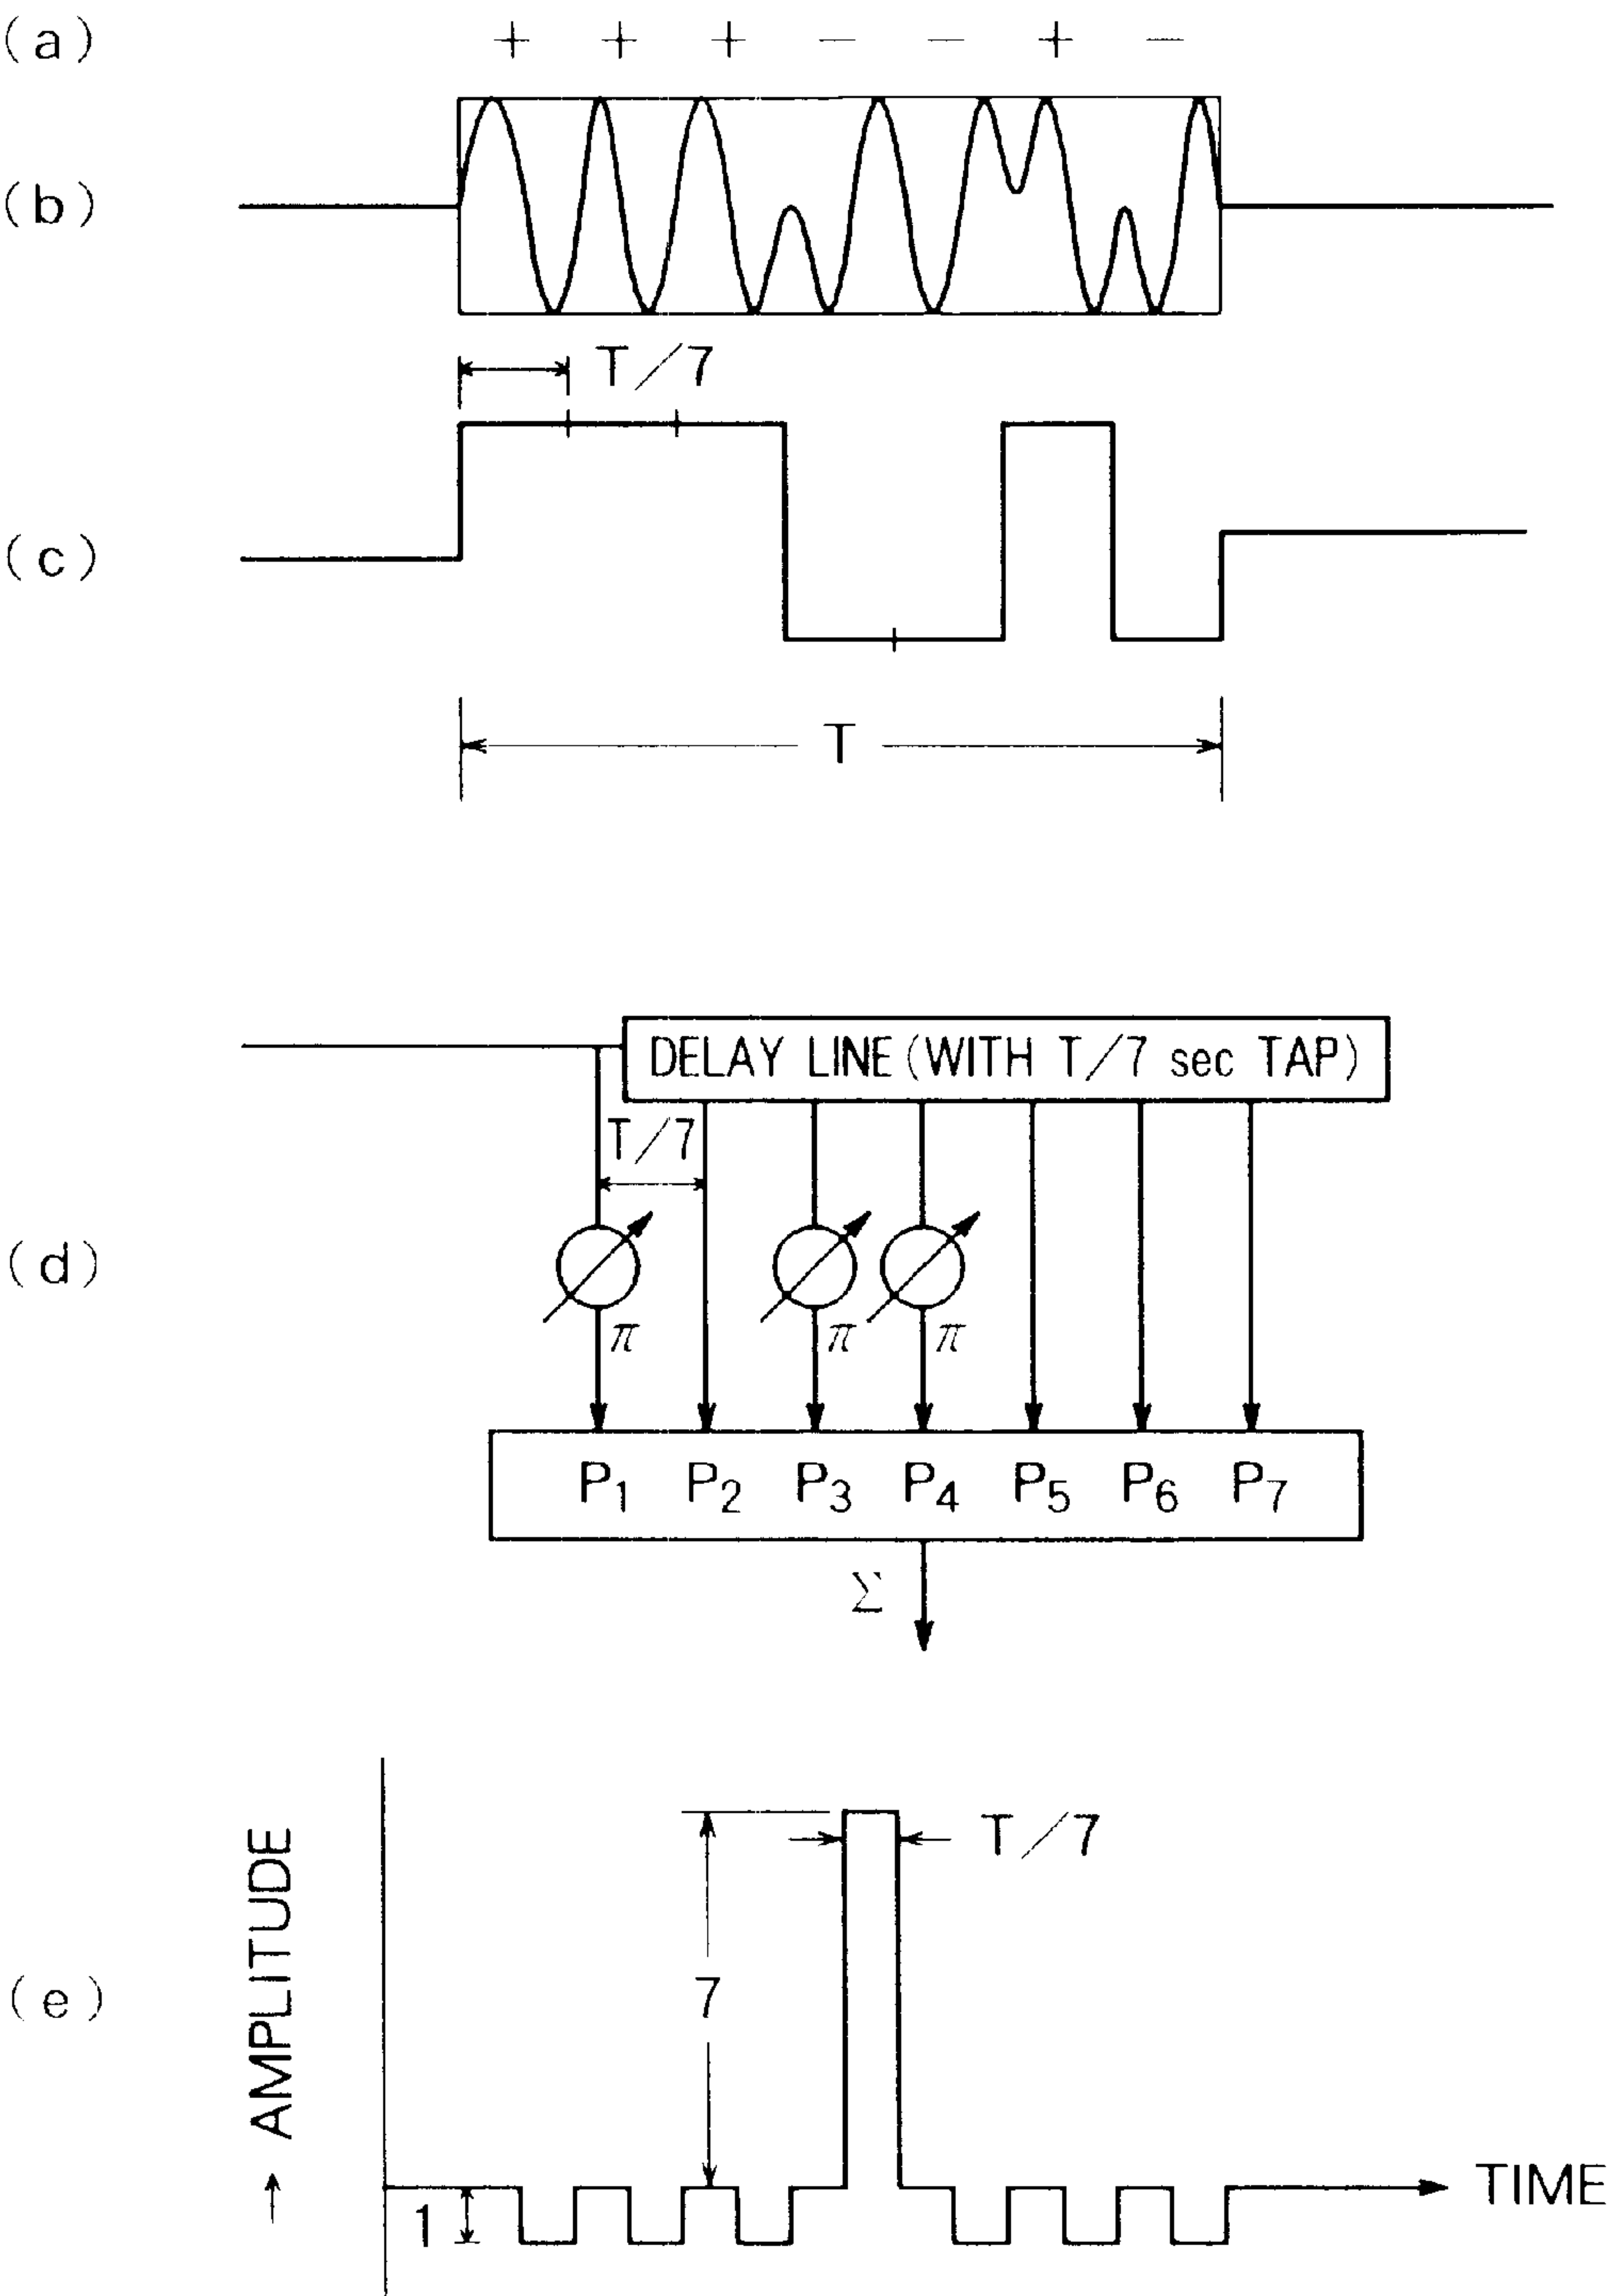 (a) + + + − − + −
(b)
T/7
(c)
T
DELAY LINE (WITH T/7 sec TAP)
T/7
(d)
π π π
P₁ P₂ P₃ P₄ P₅ P₆ P₇
Σ
T/7
(e)
→ AMPLITUDE
7
1
TIME